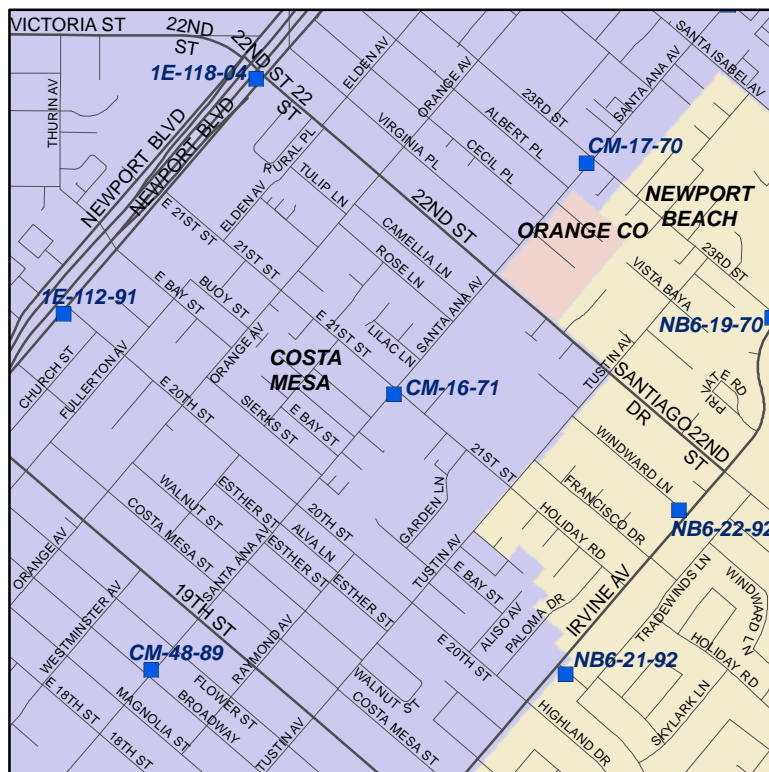 VICTORIA ST
22ND
ST
22ND ST 22
ST
1E-118-04
THURIN AV
NEWPORT BLVD
NEWPORT BLVD
ELDEN AV
ORANGE AV
SANTA ISABEL AV
SANTA ANA AV
23RD ST
ALBERT PL
CECIL PL
VIRGINIA PL
CM-17-70
NEWPORT
BEACH
ORANGE CO
22ND ST
URAL PL
TULIP LN
ELDEN AV
CAMELLIA LN
ROSE LN
E 21ST ST
21ST ST
BUOY ST
E BAY ST
1E-112-91
23RD ST
VISTA BAYA
NB6-19-70
SANTA ANA AV
LILAC LN
E 21ST ST
ORANGE AV
COSTA
MESA
CM-16-71
TUSTIN AV
SANTIAGO 22ND
DR
ST
PRIVATE RD
CHURCH ST
FULLERTON AV
E 20TH ST
SIERKS ST
E BAY ST
WINDWARD LN
21ST ST
GARDEN LN
FRANCISCO DR
HOLIDAY RD
NB6-22-92
WALNUT ST
ESTHER ST
20TH ST
COSTA MESA ST
SANTA ANA AV
ALVA LN
ESTHER ST
ESTHER ST
TUSTIN AV
E BAY ST
ORANGE AV
19TH ST
WESTMINSTER AV
ALISO AV
PALOMA DR
E 20TH ST
IRVINE AV
TRADEWINDS LN
WINDWARD LN
HOLIDAY RD
SKYLARK LN
CM-48-89
RAYMOND AV
NB6-21-92
E 18TH ST
MAGNOLIA ST
18TH ST
FLOWER ST
BROADWAY
TUSTIN AV
WALNUT ST
COSTA MESA ST
HIGHLAND DR